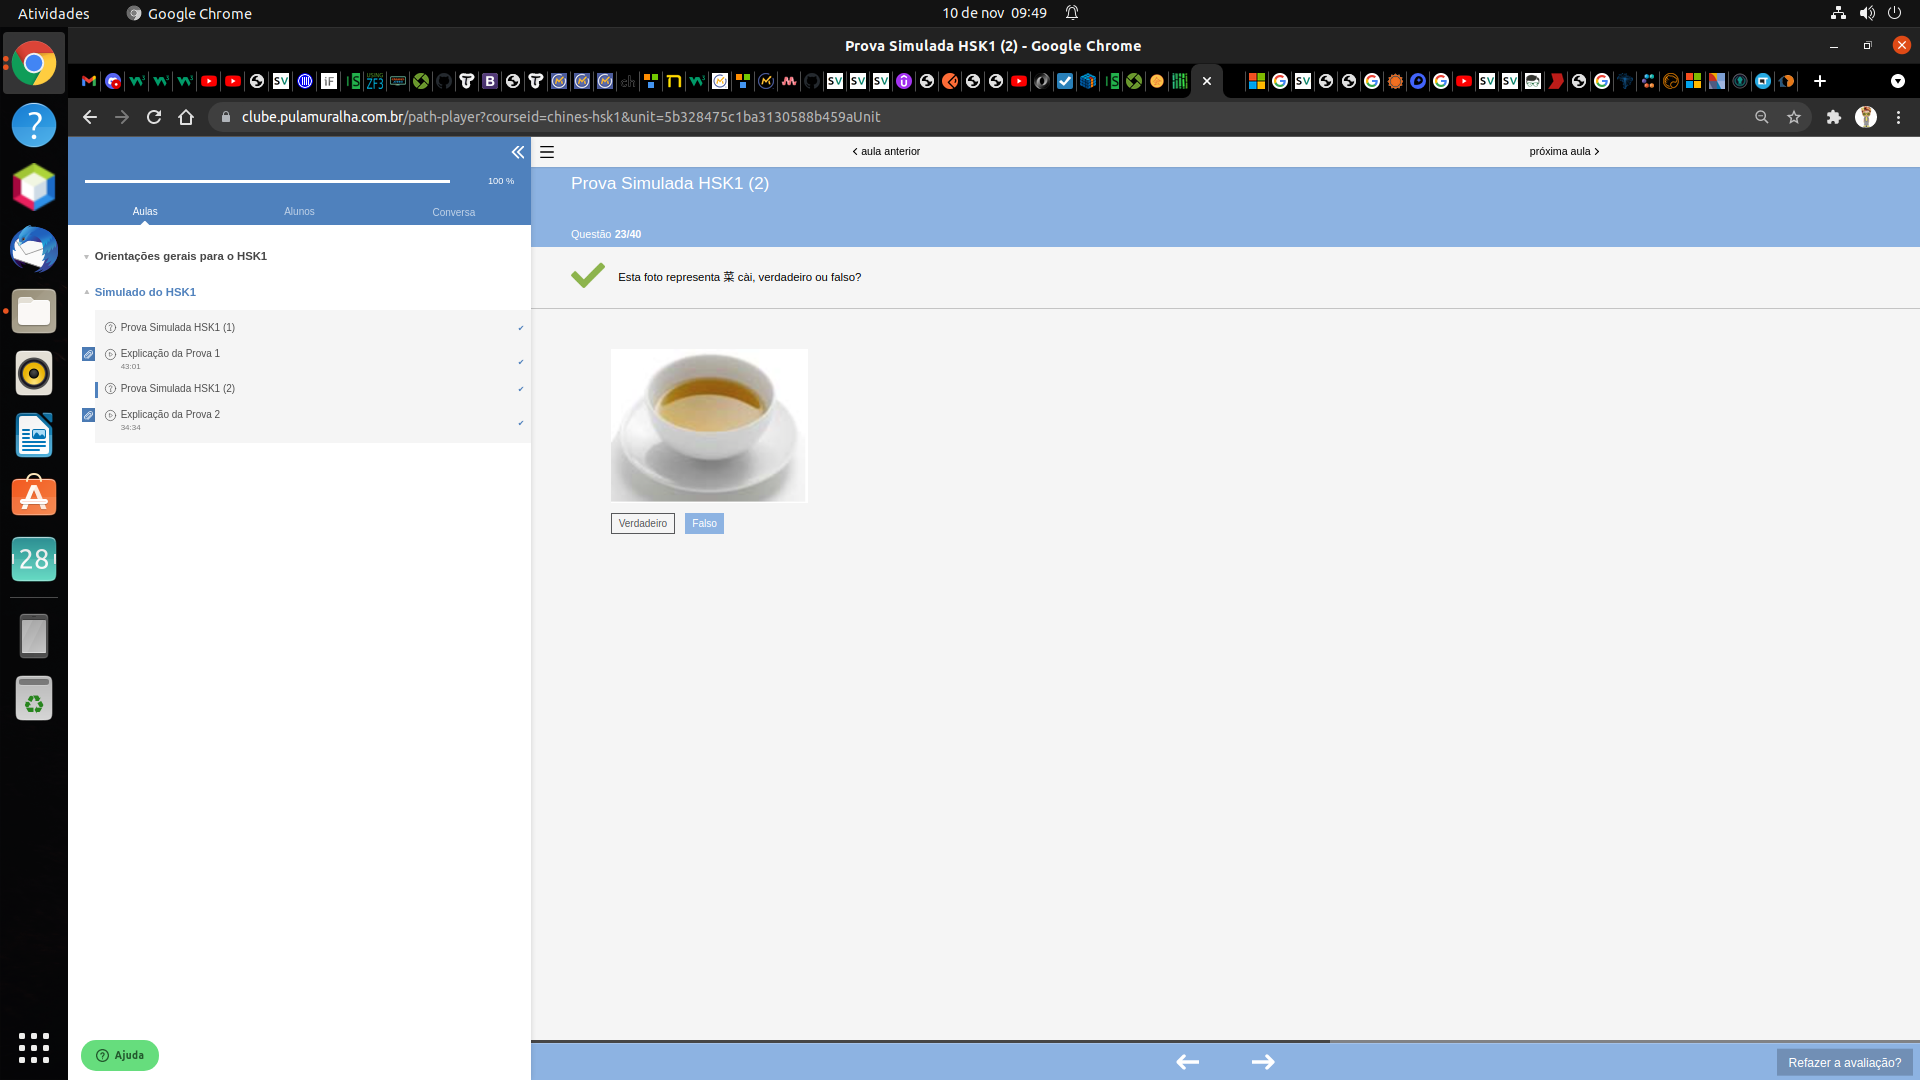 Atividades
Google Chrome
10 de nov 09:49
Prova Simulada HSK1 (2) - Google Chrome
clube.pulamuralha.com.br/path-player?courseid=chines-hsk1&unit=5b328475c1ba3130588b459aUnit
100 %
Aulas
Alunos
Conversa
Orientações gerais para o HSK1
Simulado do HSK1
Prova Simulada HSK1 (1)
Explicação da Prova 1
43:01
Prova Simulada HSK1 (2)
Explicação da Prova 2
34:34
Ajuda
aula anterior
próxima aula
Prova Simulada HSK1 (2)
Questão 23/40
Esta foto representa 菜 cài, verdadeiro ou falso?
Verdadeiro
Falso
Refazer a avaliação?
28